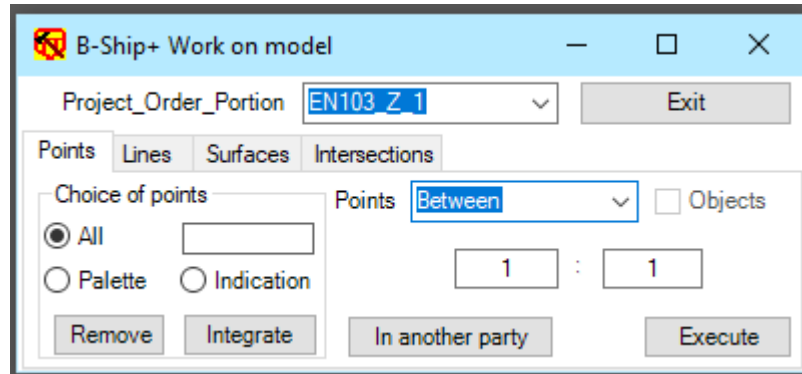 B-Ship+ Work on model
Project_Order_Portion EN103_Z_1 Exit
Points Lines Surfaces Intersections
Choice of points Points Between Objects
All
1 : 1
Palette Indication
Remove Integrate In another party Execute